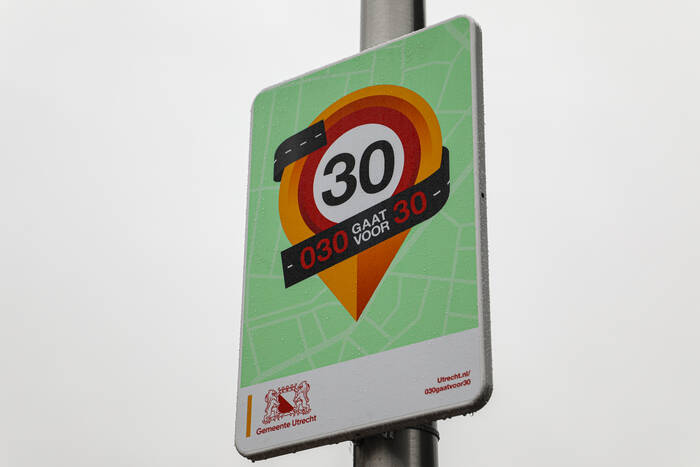 30
030 GAAT VOOR 30
Utrecht.nl/
030gaatvoor30
Gemeente Utrecht